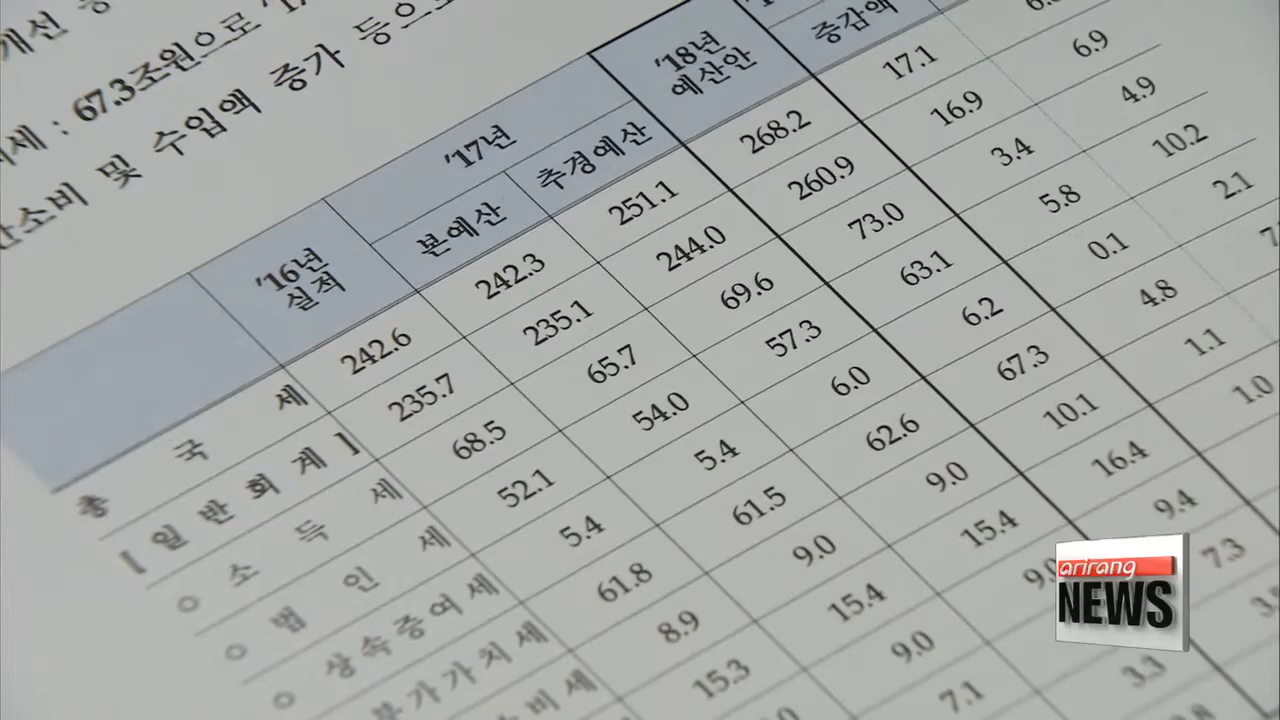 개선 등
세 : 67.3조원으로 '17
소비 및 수입액 증가 등으로
'16년 실적 '17년 본예산 추경예산 '18년 예산안 증감액
총 국 세 242.6 242.3 251.1 268.2 17.1
[ 일 반 회 계 ] 235.7 235.1 244.0 260.9 16.9 6.9
○ 소 득 세 68.5 65.7 69.6 73.0 3.4 4.9
○ 법 인 세 52.1 54.0 57.3 63.1 5.8 10.2
○ 상속증여세 5.4 5.4 6.0 6.2 0.1 2.1
부가가치세 61.8 61.5 62.6 67.3 4.8
비세 8.9 9.0 9.0 10.1 1.1
15.3 15.4 15.4 16.4 1.0
9.0 9.4
7.1 7.3
3.3
arirang
NEWS